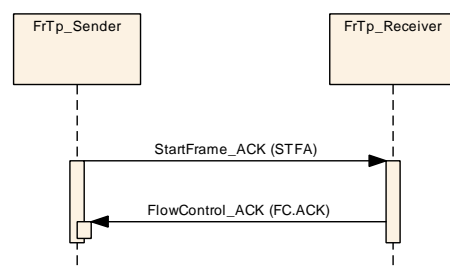 FrTp_Sender
FrTp_Receiver
StartFrame_ACK (STFA)
FlowControl_ACK (FC.ACK)